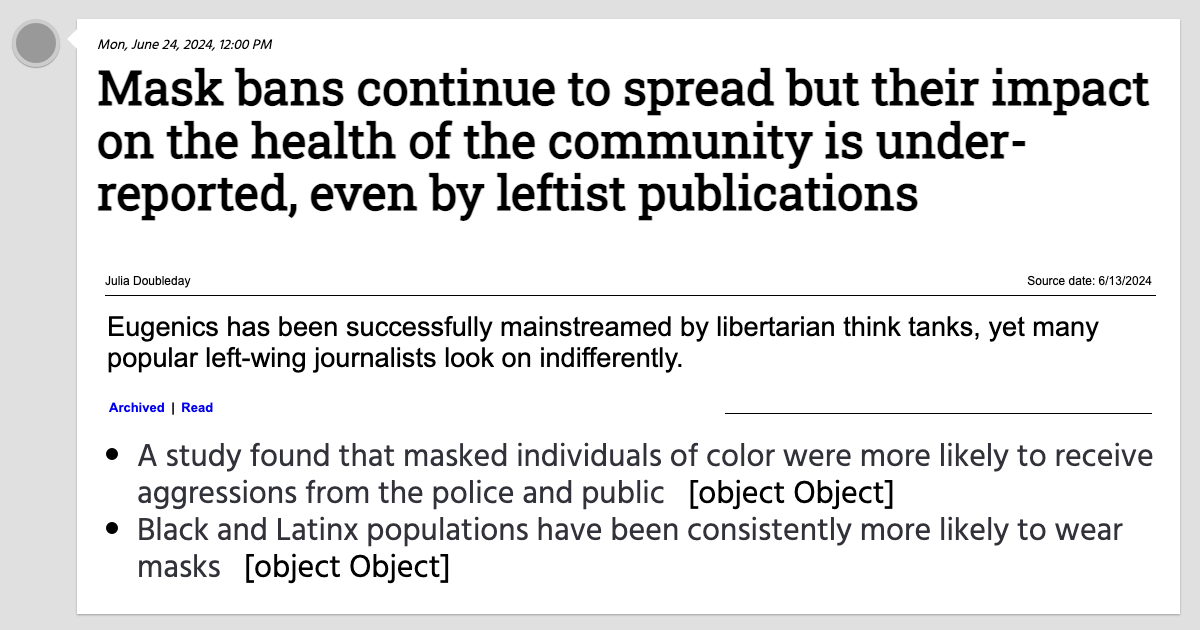 Mon, June 24, 2024, 12:00 PM
Mask bans continue to spread but their impact
on the health of the community is under-
reported, even by leftist publications
Julia Doubleday Source date: 6/13/2024
Eugenics has been successfully mainstreamed by libertarian think tanks, yet many
popular left-wing journalists look on indifferently.
Archived | Read
• A study found that masked individuals of color were more likely to receive
aggressions from the police and public [object Object]
• Black and Latinx populations have been consistently more likely to wear
masks [object Object]